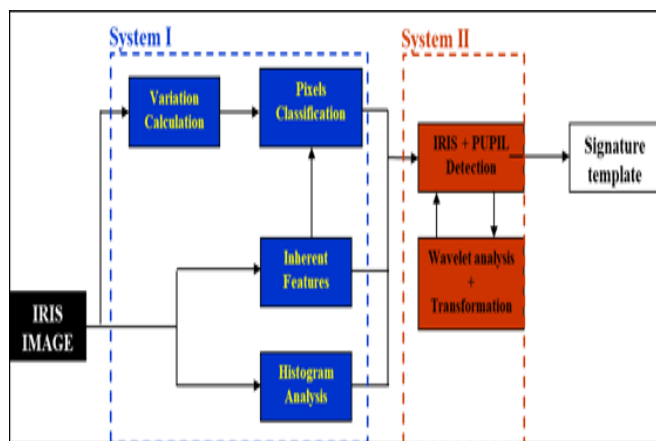 System I
System II
Variation
Calculation
Pixels
Classification
IRIS + PUPIL
Detection
Signature
template
Inherent
Features
Wavelet analysis
+
Transformation
IRIS
IMAGE
Histogram
Analysis